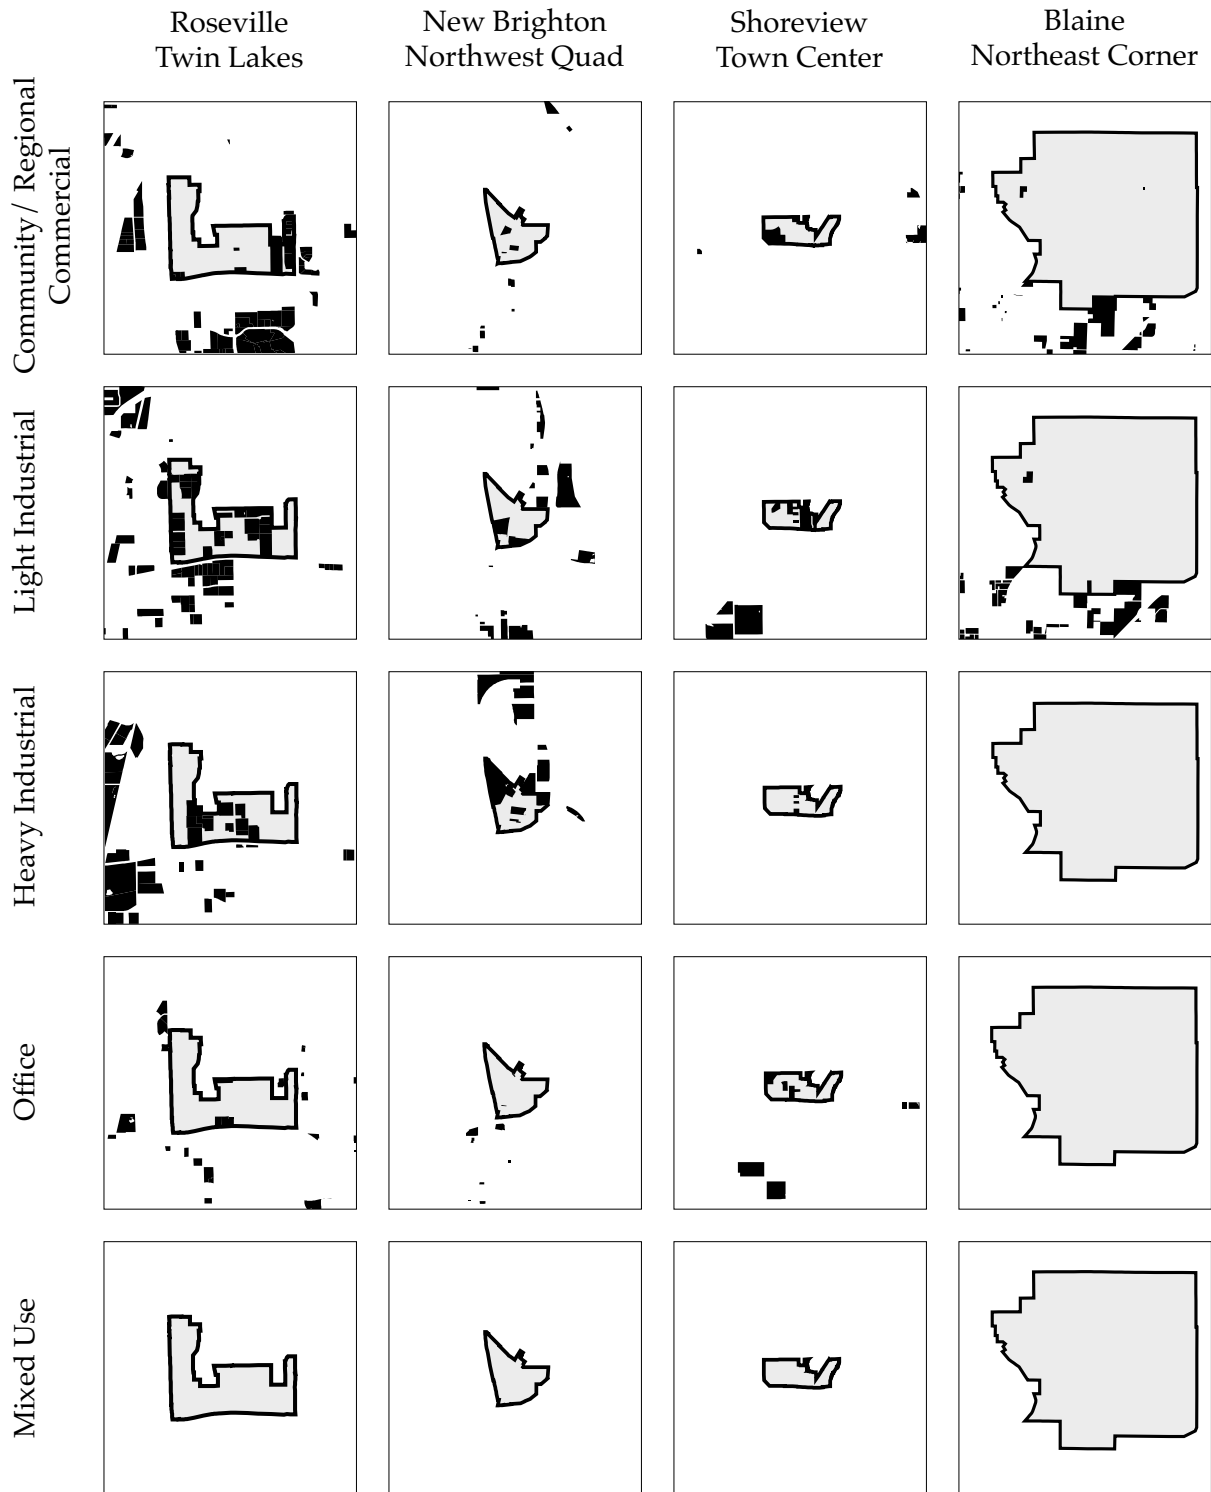 Roseville
Twin Lakes
New Brighton
Northwest Quad
Shoreview
Town Center
Blaine
Northeast Corner
Community / Regional
Commercial
Light Industrial
Heavy Industrial
Office
Mixed Use